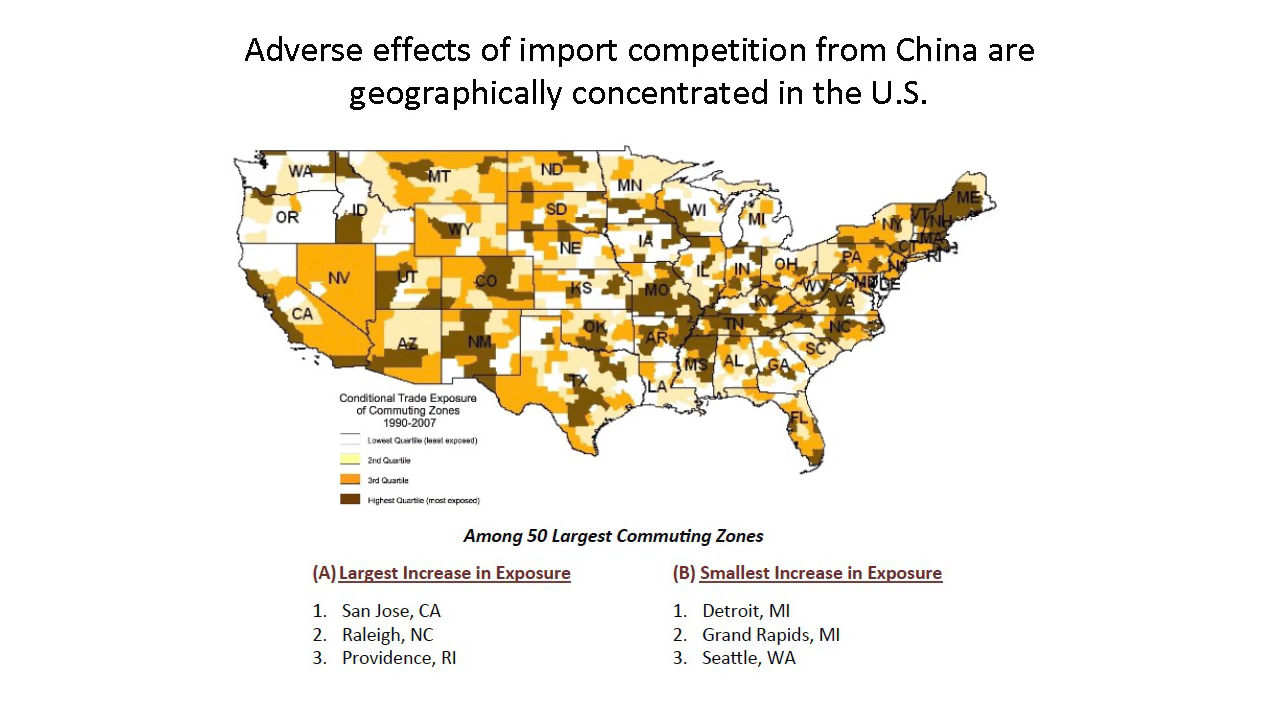 Adverse effects of import competition from China are
geographically concentrated in the U.S.
WA
MT
ND
MN
ME
OR
ID
SD
WI
MI
NY
VT
NH
WY
NE
IA
PA
CT
MA
RI
NV
UT
CO
KS
MO
IL
IN
OH
WV
MD
DE
NJ
CA
KY
VA
AZ
NM
OK
AR
TN
NC
TX
LA
MS
AL
GA
SC
FL
Conditional Trade Exposure
of Commuting Zones
1990-2007
Lowest Quartile (least exposed)
2nd Quartile
3rd Quartile
Highest Quartile (most exposed)
Among 50 Largest Commuting Zones
(A) Largest Increase in Exposure
1. San Jose, CA
2. Raleigh, NC
3. Providence, RI
(B) Smallest Increase in Exposure
1. Detroit, MI
2. Grand Rapids, MI
3. Seattle, WA